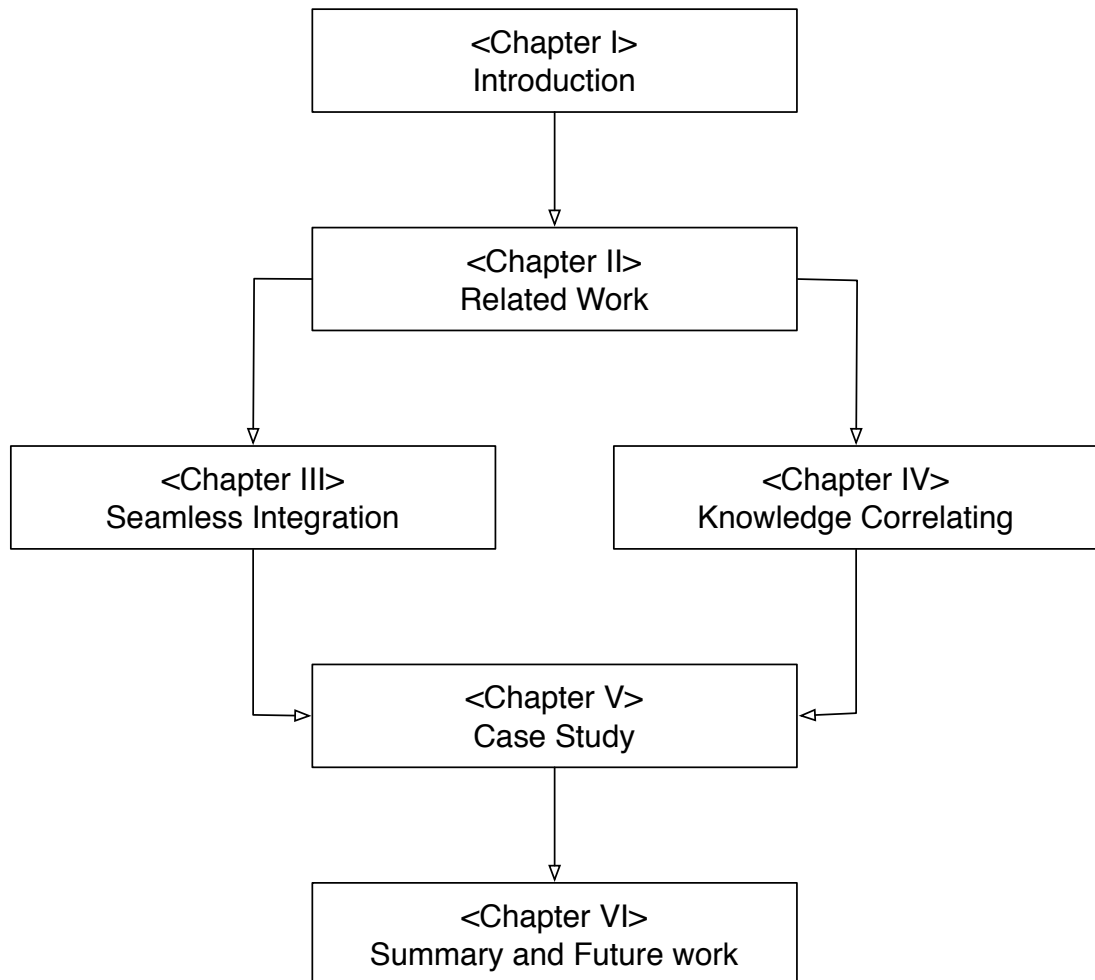 <Chapter I>
Introduction
<Chapter II>
Related Work
<Chapter III>
Seamless Integration
<Chapter IV>
Knowledge Correlating
<Chapter V>
Case Study
<Chapter VI>
Summary and Future work